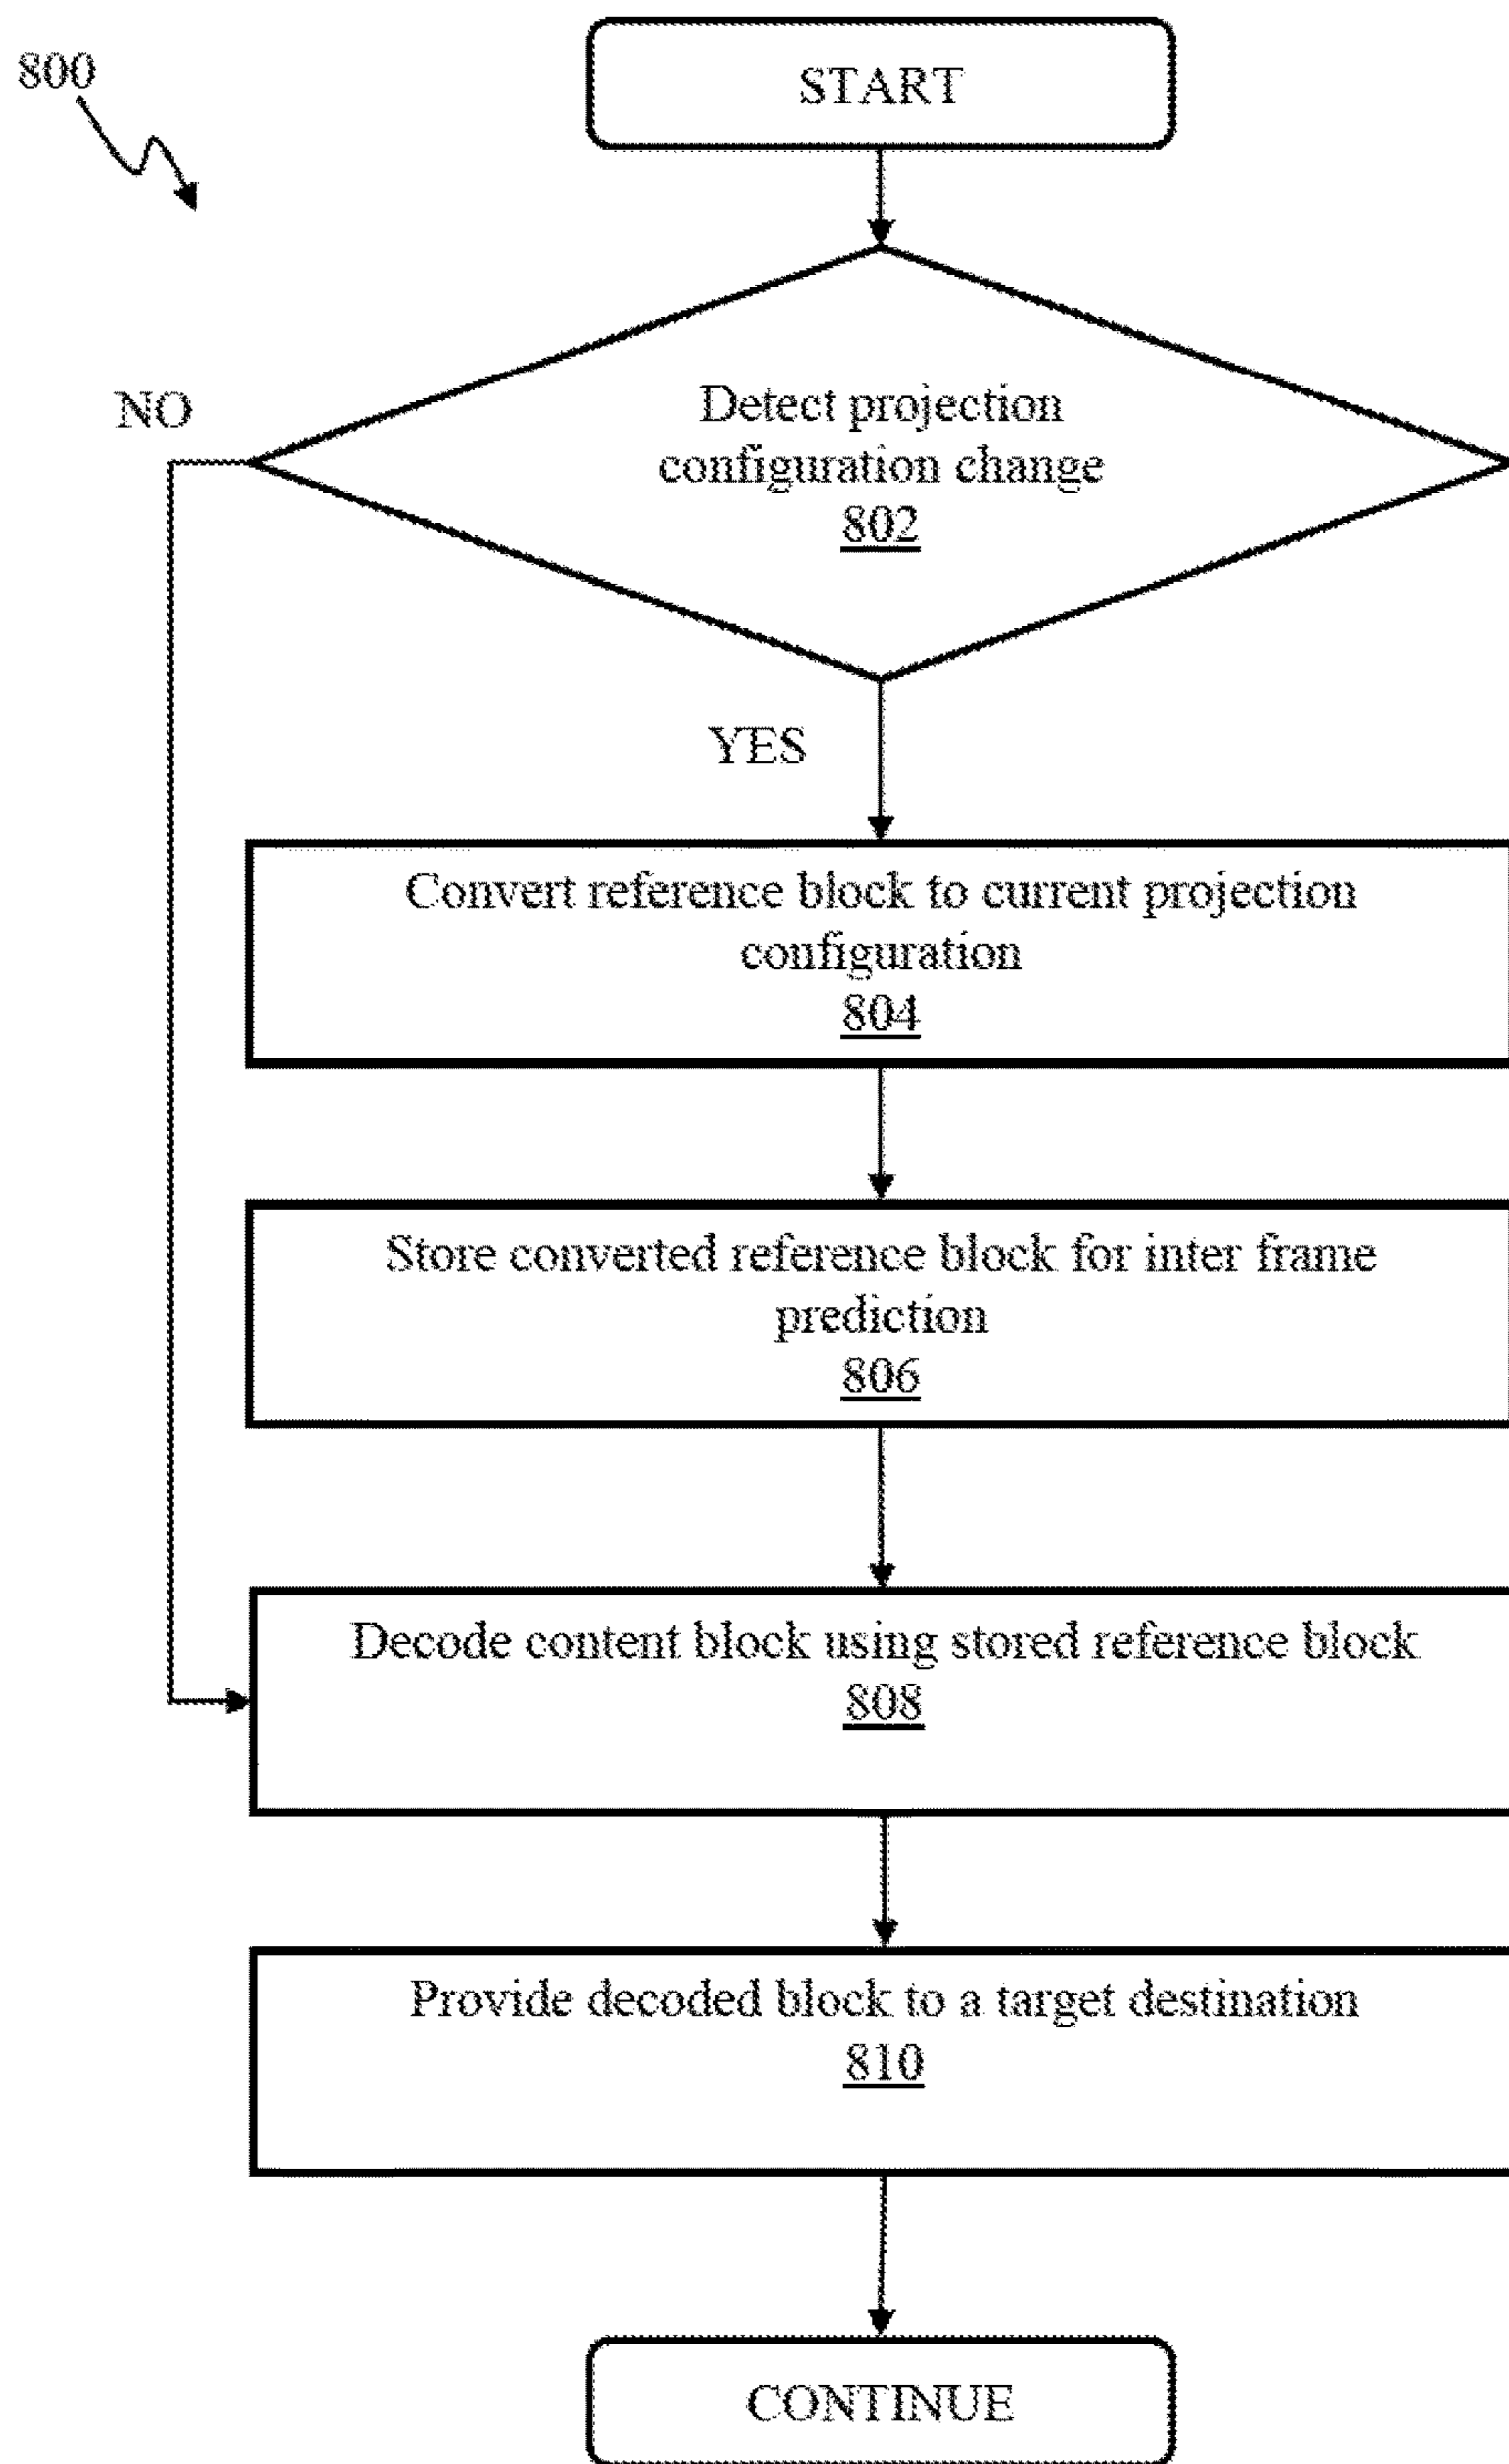 800
START
Detect projection
configuration change
802
NO
YES
Convert reference block to current projection
configuration
804
Store converted reference block for inter frame
prediction
806
Decode content block using stored reference block
808
Provide decoded block to a target destination
810
CONTINUE